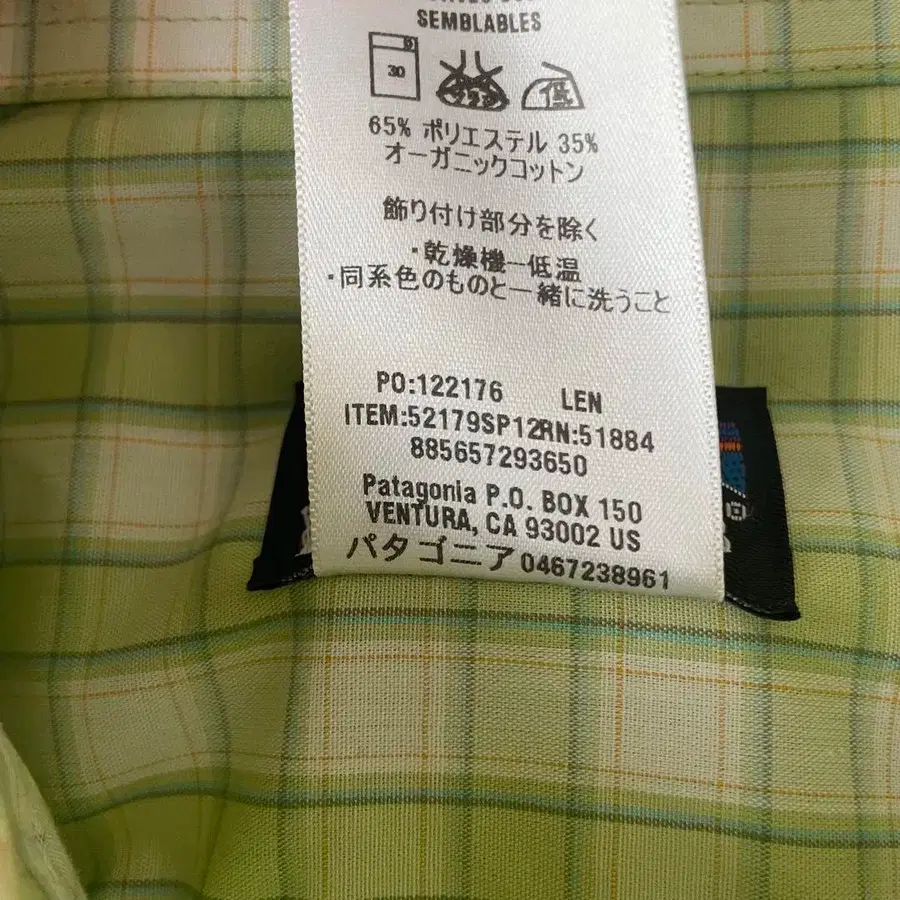 SEMBLABLES
30
低
65% ポリエステル 35%
オーガニックコットン
飾り付け部分を除く
・乾燥機一低温
・同系色のものと一緒に洗うこと
PO:122176 LEN
ITEM:52179SP12RN:51884
885657293650
Patagonia P.O. BOX 150
VENTURA, CA 93002 US
パタゴニア 0467238961